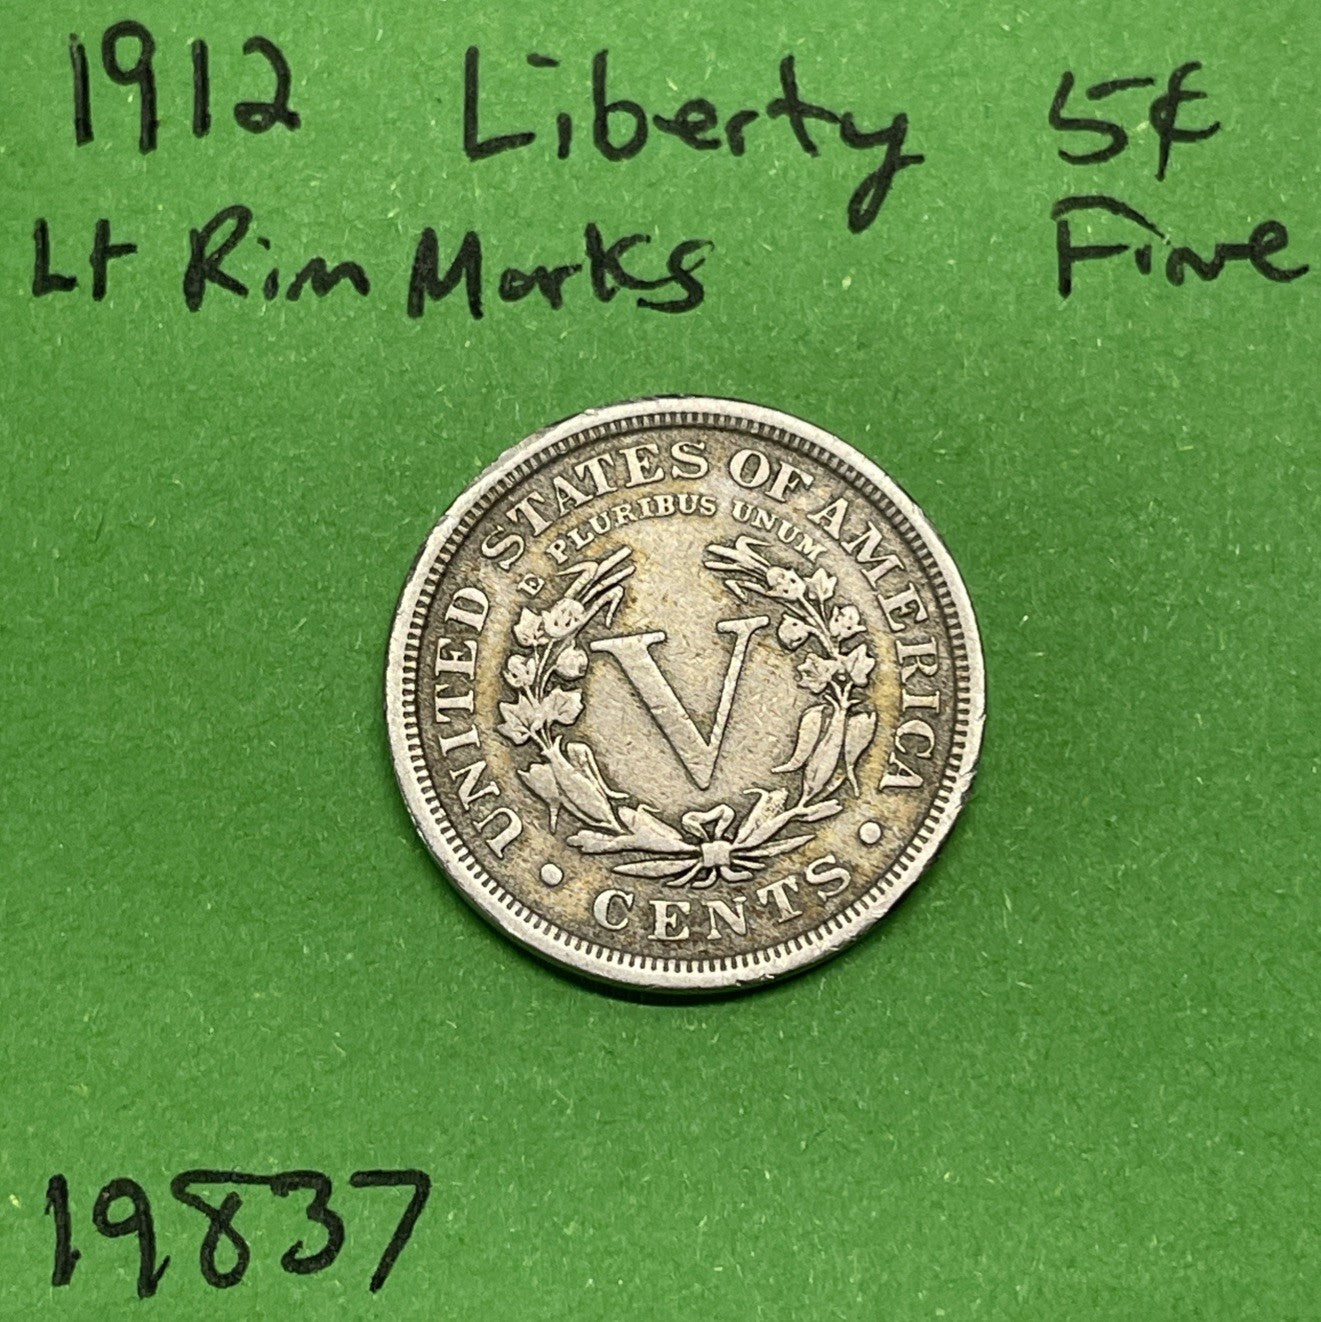 1912 Liberty 5¢
Lt Rim Marks Fine
UNITED STATES OF AMERICA
E PLURIBUS UNUM
V
CENTS
19837